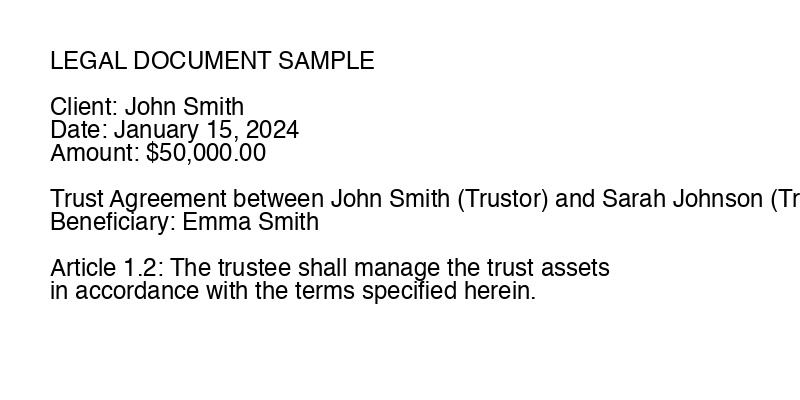 LEGAL DOCUMENT SAMPLE
Client: John Smith
Date: January 15, 2024
Amount: $50,000.00
Trust Agreement between John Smith (Trustor) and Sarah Johnson (Tr
Beneficiary: Emma Smith
Article 1.2: The trustee shall manage the trust assets
in accordance with the terms specified herein.